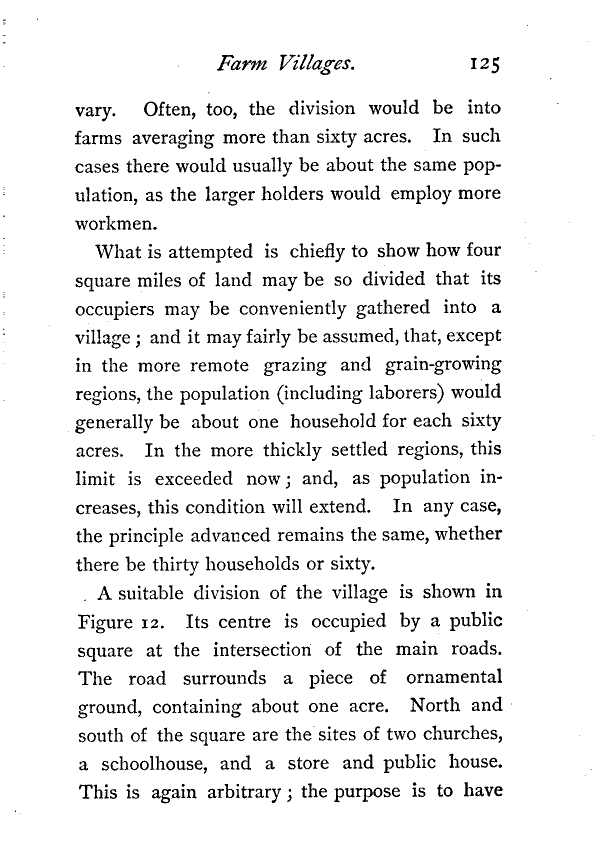 Farm Villages. 125
vary. Often, too, the division would be into
farms averaging more than sixty acres. In such
cases there would usually be about the same pop-
ulation, as the larger holders would employ more
workmen.
What is attempted is chiefly to show how four
square miles of land may be so divided that its
occupiers may be conveniently gathered into a
village ; and it may fairly be assumed, that, except
in the more remote grazing and grain-growing
regions, the population (including laborers) would
generally be about one household for each sixty
acres. In the more thickly settled regions, this
limit is exceeded now ; and, as population in-
creases, this condition will extend. In any case,
the principle advanced remains the same, whether
there be thirty households or sixty.
A suitable division of the village is shown in
Figure 12. Its centre is occupied by a public
square at the intersection of the main roads.
The road surrounds a piece of ornamental
ground, containing about one acre. North and
south of the square are the sites of two churches,
a schoolhouse, and a store and public house.
This is again arbitrary ; the purpose is to have